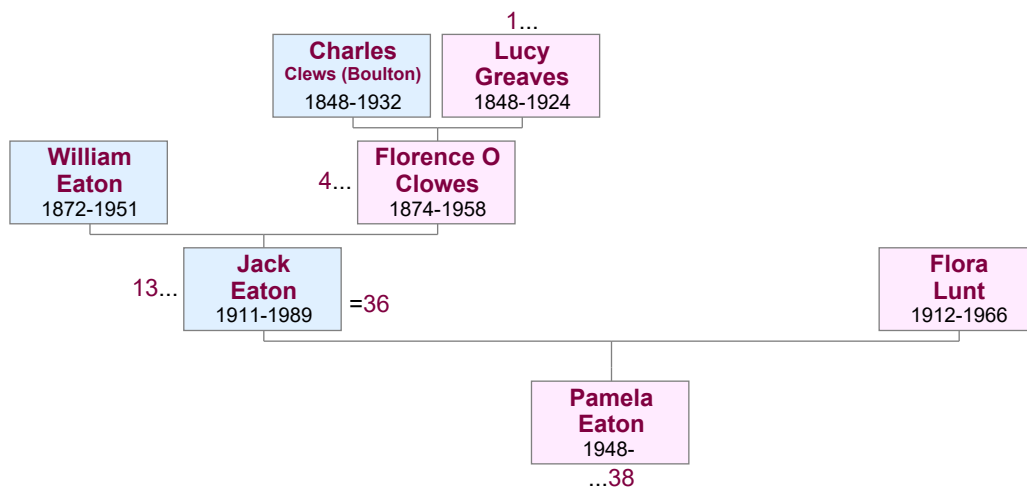 1...
Charles
Clews (Boulton)
1848-1932
Lucy
Greaves
1848-1924
William
Eaton
1872-1951
4...
Florence O
Clowes
1874-1958
13...
Jack
Eaton
1911-1989
=36
Flora
Lunt
1912-1966
Pamela
Eaton
1948-
...38